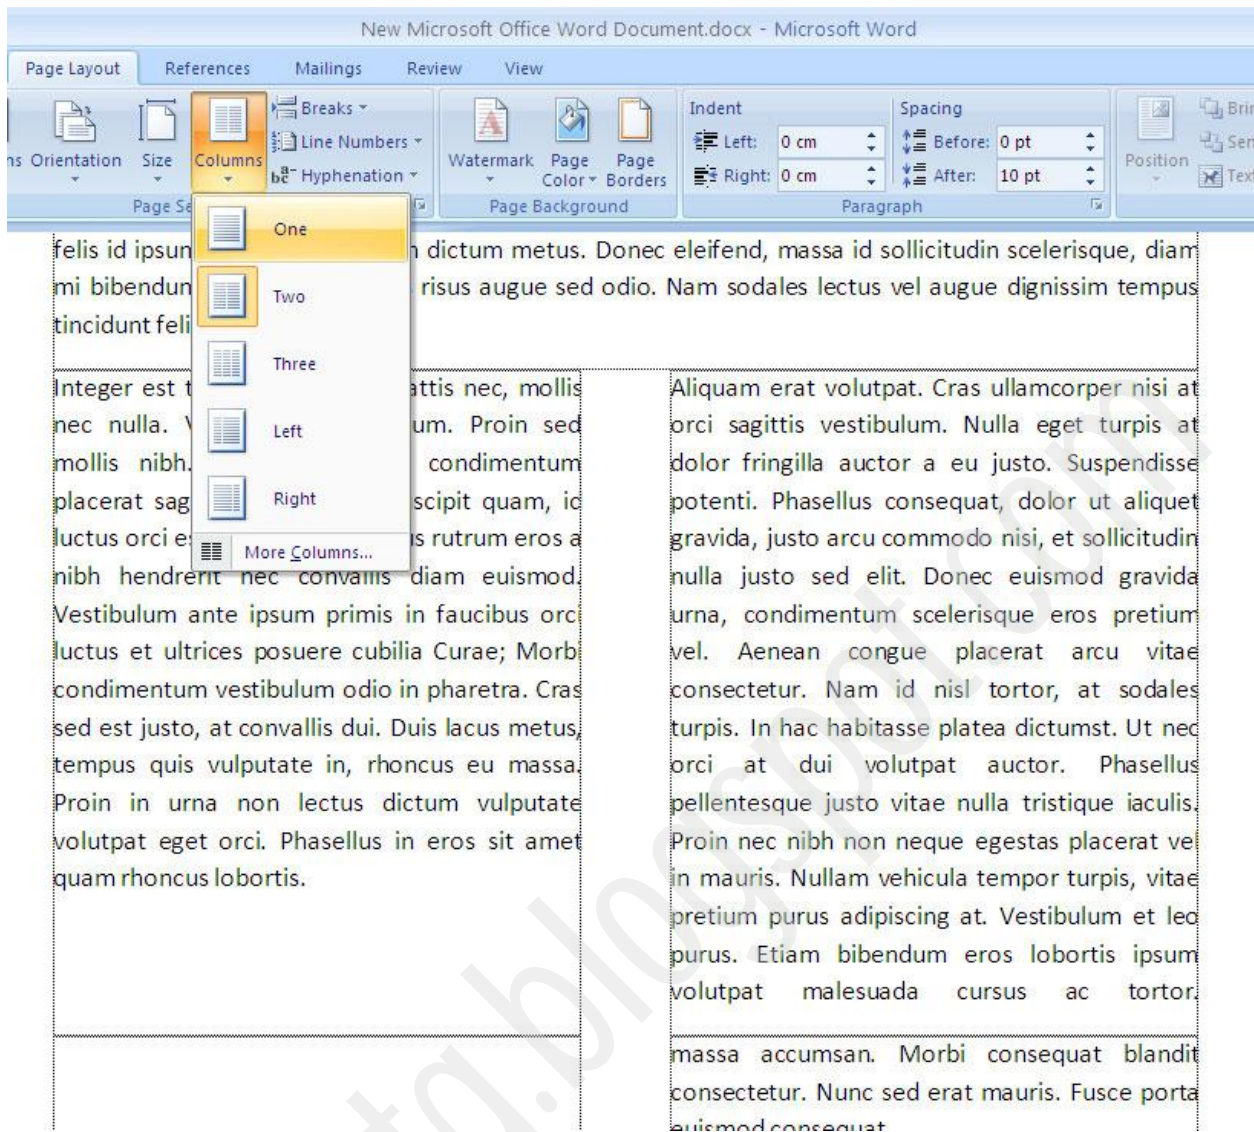 New Microsoft Office Word Document.docx - Microsoft Word
Page Layout References Mailings Review View
Orientation Size Columns
Breaks
Line Numbers
Hyphenation
Watermark Page Color Page Borders
Page Background
Indent
Left: 0 cm
Right: 0 cm
Spacing
Before: 0 pt
After: 10 pt
Paragraph
Position
One
Two
Three
Left
Right
More Columns...
felis id dictum metus. Donec eleifend, massa id sollicitudin scelerisque, diam
mi risus augue sed odio. Nam sodales lectus vel augue dignissim tempus
tincidunt
Integer est nec, mollis
nec nulla. Proin sed
mollis nibh. condimentum
placerat quam, id
luctus orci rutrum eros a
nibh hendrerit nec convallis diam euismod.
Vestibulum ante ipsum primis in faucibus orci
luctus et ultrices posuere cubilia Curae; Morbi
condimentum vestibulum odio in pharetra. Cras
sed est justo, at convallis dui. Duis lacus metus,
tempus quis vulputate in, rhoncus eu massa.
Proin in urna non lectus dictum vulputate
volutpat eget orci. Phasellus in eros sit amet
quam rhoncus lobortis.
Aliquam erat volutpat. Cras ullamcorper nisi at
orci sagittis vestibulum. Nulla eget turpis at
dolor fringilla auctor a eu justo. Suspendisse
potenti. Phasellus consequat, dolor ut aliquet
gravida, justo arcu commodo nisi, et sollicitudin
nulla justo sed elit. Donec euismod gravida
urna, condimentum scelerisque eros pretium
vel. Aenean congue placerat arcu vitae
consectetur. Nam id nisl tortor, at sodales
turpis. In hac habitasse platea dictumst. Ut nec
orci at dui volutpat auctor. Phasellus
pellentesque justo vitae nulla tristique iaculis.
Proin nec nibh non neque egestas placerat vel
in mauris. Nullam vehicula tempor turpis, vitae
pretium purus adipiscing at. Vestibulum et leo
purus. Etiam bibendum eros lobortis ipsum
volutpat malesuada cursus ac tortor.
massa accumsan. Morbi consequat blandit
consectetur. Nunc sed erat mauris. Fusce porta
euismod consequat
tq.blogspot.com